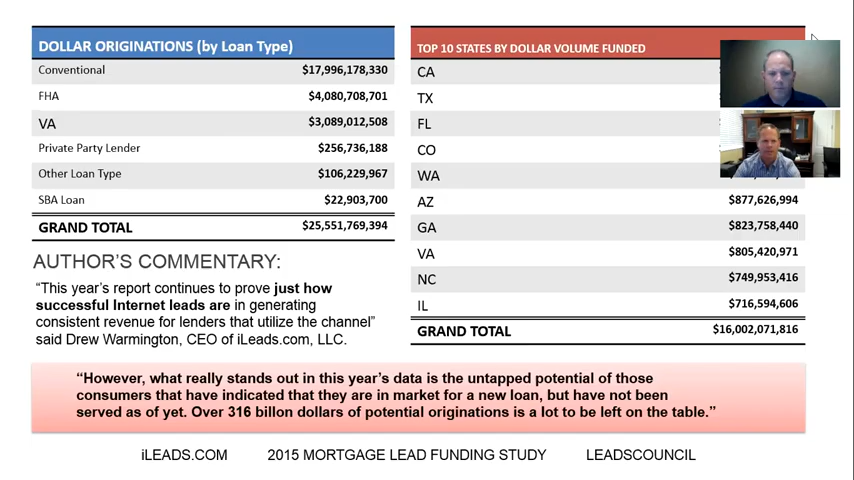 DOLLAR ORIGINATIONS (by Loan Type)
Conventional $17,996,178,330
FHA $4,080,708,701
VA $3,089,012,508
Private Party Lender $256,736,188
Other Loan Type $106,229,967
SBA Loan $22,903,700
GRAND TOTAL $25,551,769,394
AUTHOR'S COMMENTARY:
“This year's report continues to prove just how
successful Internet leads are in generating
consistent revenue for lenders that utilize the channel”
said Drew Warmington, CEO of iLeads.com, LLC.
TOP 10 STATES BY DOLLAR VOLUME FUNDED
CA
TX
FL
CO
WA
AZ $877,626,994
GA $823,758,440
VA $805,420,971
NC $749,953,416
IL $716,594,606
GRAND TOTAL $16,002,071,816
“However, what really stands out in this year's data is the untapped potential of those
consumers that have indicated that they are in market for a new loan, but have not been
served as of yet. Over 316 billon dollars of potential originations is a lot to be left on the table.”
iLEADS.COM 2015 MORTGAGE LEAD FUNDING STUDY LEADSCOUNCIL